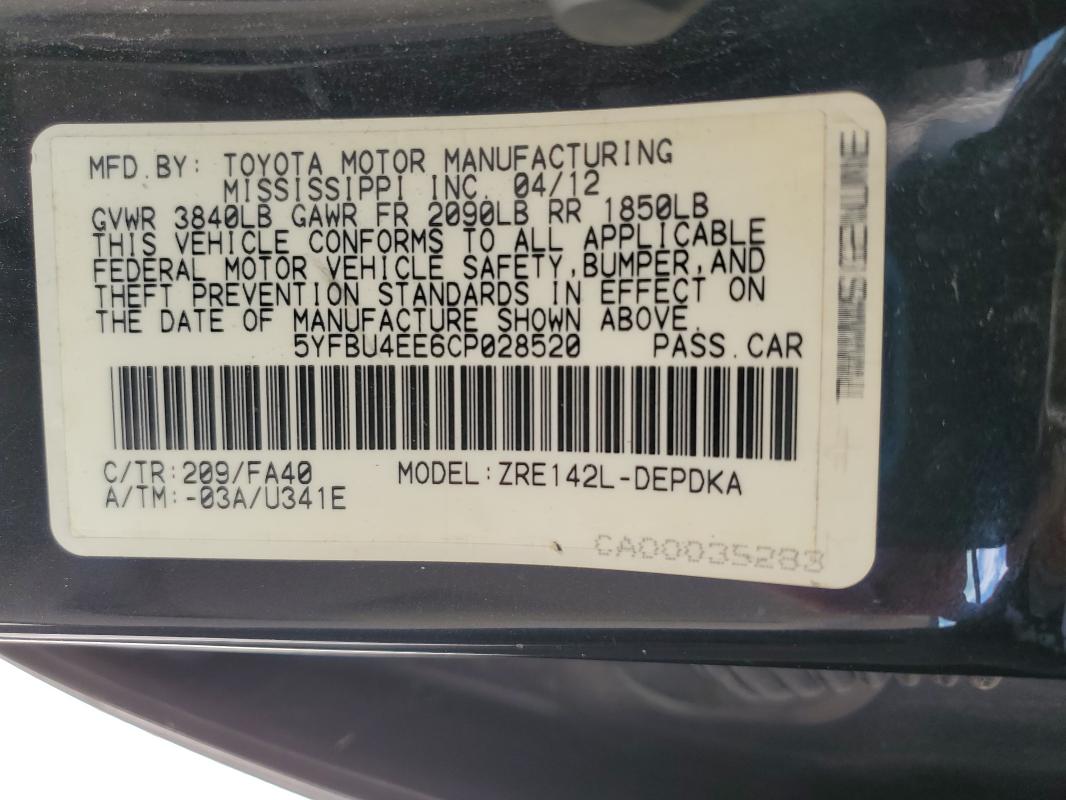 MFD.BY: TOYOTA MOTOR MANUFACTURING
MISSISSIPPI INC. 04/12
GVWR 3840LB GAWR FR 2090LB RR 1850LB
THIS VEHICLE CONFORMS TO ALL APPLICABLE
FEDERAL MOTOR VEHICLE SAFETY,BUMPER,AND
THEFT PREVENTION STANDARDS IN EFFECT ON
THE DATE OF MANUFACTURE SHOWN ABOVE.
5YFBU4EE6CP028520 PASS.CAR
C/TR:209/FA40 MODEL:ZRE142L-DEPDKA
A/TM:-03A/U341E
CA00035283